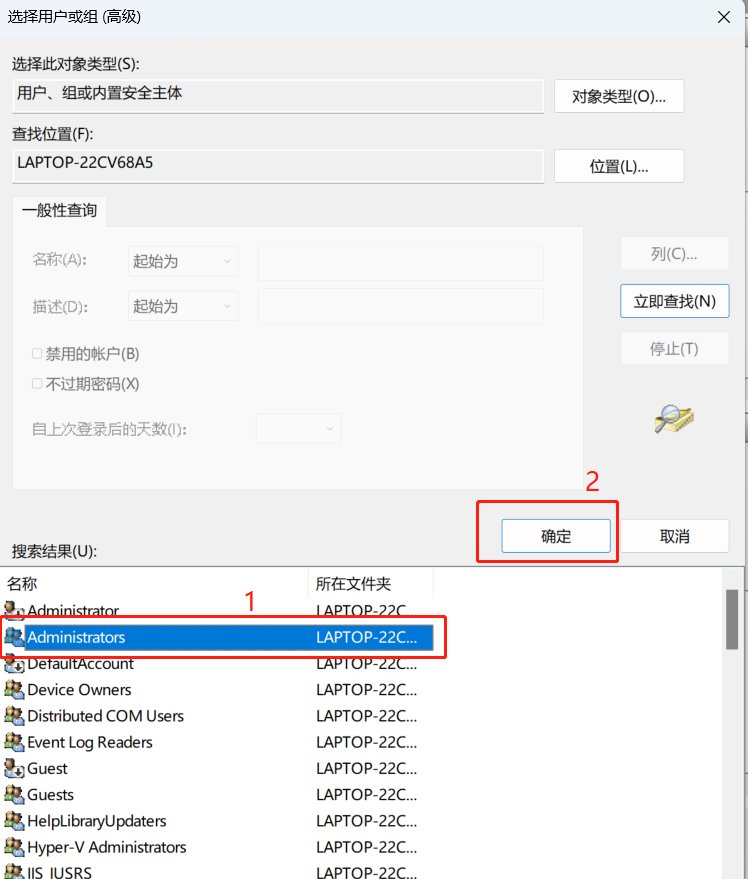 选择用户或组 (高级)
选择此对象类型(S):
用户、组或内置安全主体
对象类型(O)...
查找位置(F):
LAPTOP-22CV68A5
位置(L)...
一般性查询
名称(A): 起始为
列(C)...
描述(D): 起始为
立即查找(N)
禁用的帐户(B)
停止(T)
不过期密码(X)
自上次登录后的天数(I):
2
确定 取消
搜索结果(U):
名称 所在文件夹
1
Administrator LAPTOP-22C...
Administrators LAPTOP-22C...
DefaultAccount LAPTOP-22C...
Device Owners LAPTOP-22C...
Distributed COM Users LAPTOP-22C...
Event Log Readers LAPTOP-22C...
Guest LAPTOP-22C...
Guests LAPTOP-22C...
HelpLibraryUpdaters LAPTOP-22C...
Hyper-V Administrators LAPTOP-22C...
IIS_IUSRS LAPTOP-22C...